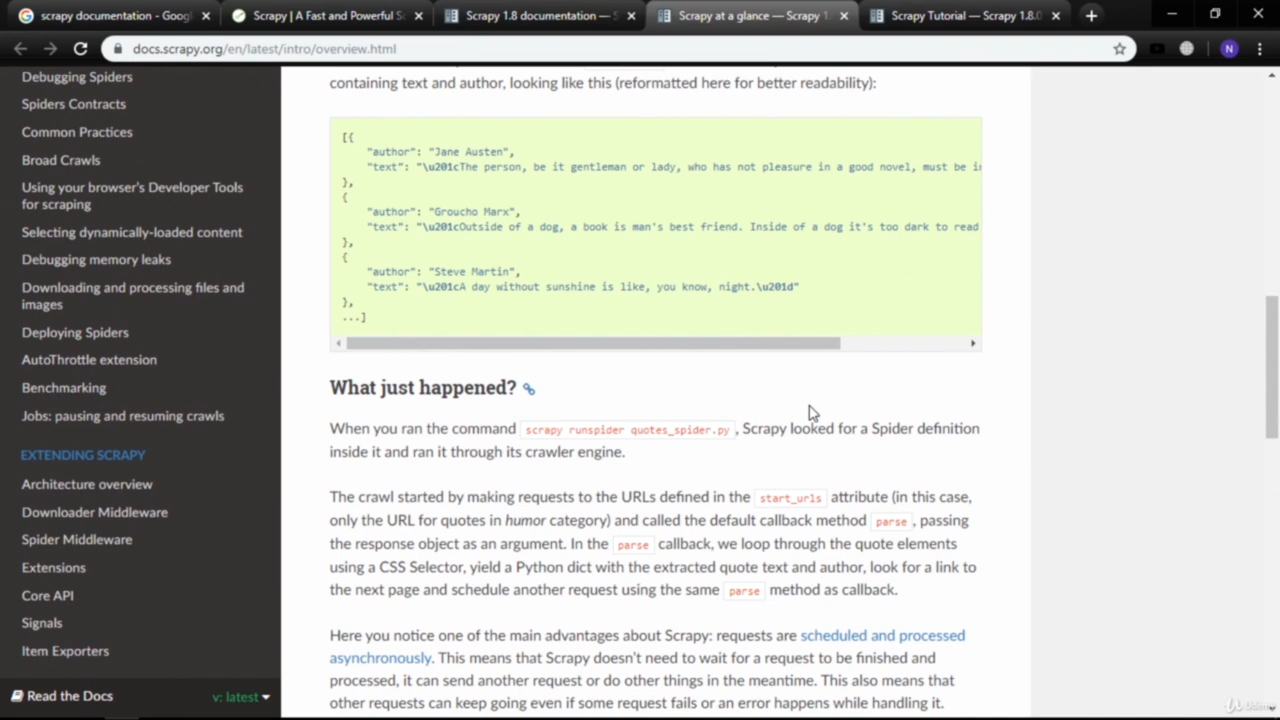 scrapy documentation - Goog
Scrapy | A Fast and Powerful Sc
Scrapy 1.8 documentation —
Scrapy at a glance — Scrapy 1.
Scrapy Tutorial — Scrapy 1.8.0
docs.scrapy.org/en/latest/intro/overview.html
N
Debugging Spiders
Spiders Contracts
Common Practices
Broad Crawls
Using your browser's Developer Tools
for scraping
Selecting dynamically-loaded content
Debugging memory leaks
Downloading and processing files and
images
Deploying Spiders
AutoThrottle extension
Benchmarking
Jobs: pausing and resuming crawls
EXTENDING SCRAPY
Architecture overview
Downloader Middleware
Spider Middleware
Extensions
Core API
Signals
Item Exporters
Read the Docs
v: latest
containing text and author, looking like this (reformatted here for better readability):
[{
"author": "Jane Austen",
"text": "\u201cThe person, be it gentleman or lady, who has not pleasure in a good novel, must be in
},
{
"author": "Groucho Marx",
"text": "\u201cOutside of a dog, a book is man's best friend. Inside of a dog it's too dark to read
},
{
"author": "Steve Martin",
"text": "\u201cA day without sunshine is like, you know, night.\u201d"
},
...]
What just happened?
When you ran the command scrapy runspider quotes_spider.py, Scrapy looked for a Spider definition
inside it and ran it through its crawler engine.
The crawl started by making requests to the URLs defined in the start_urls attribute (in this case,
only the URL for quotes in humor category) and called the default callback method parse, passing
the response object as an argument. In the parse callback, we loop through the quote elements
using a CSS Selector, yield a Python dict with the extracted quote text and author, look for a link to
the next page and schedule another request using the same parse method as callback.
Here you notice one of the main advantages about Scrapy: requests are scheduled and processed
asynchronously. This means that Scrapy doesn't need to wait for a request to be finished and
processed, it can send another request or do other things in the meantime. This also means that
other requests can keep going even if some request fails or an error happens while handling it.